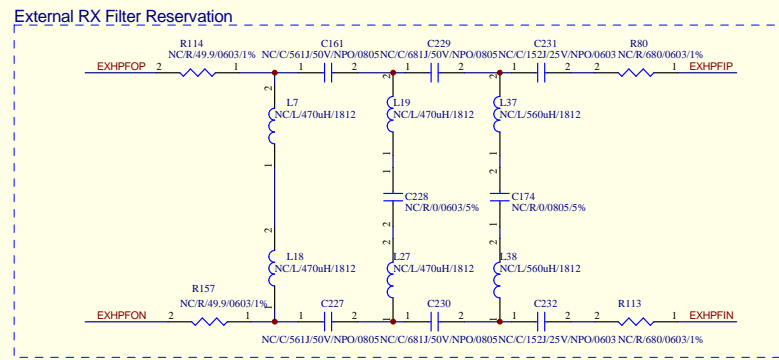 External RX Filter Reservation
R114
C161
C229
C231
R80
NC/R/49.9/0603/1%
NC/C/561J/50V/NPO/0805
NC/C/681J/50V/NPO/0805
NC/C/152J/25V/NPO/0603
NC/R/680/0603/1%
EXHPFOP
2
1
1
2
1
2
1
2
2
1
EXHPFIP
2
2
2
L7
L19
L37
NC/L/470uH/1812
NC/L/470uH/1812
NC/L/560uH/1812
1
1
1
1
2
C228
C174
NC/R/0/0603/5%
NC/R/0/0805/5%
2
2
1
2
2
L18
L27
L38
NC/L/470uH/1812
NC/L/470uH/1812
NC/L/560uH/1812
R157
NC/R/49.9/0603/1%
1
1
1
C227
C230
C232
R113
EXHPFON
2
1
1
2
1
2
1
2
2
1
EXHPFIN
NC/C/561J/50V/NPO/0805
NC/C/681J/50V/NPO/0805
NC/C/152J/25V/NPO/0603
NC/R/680/0603/1%